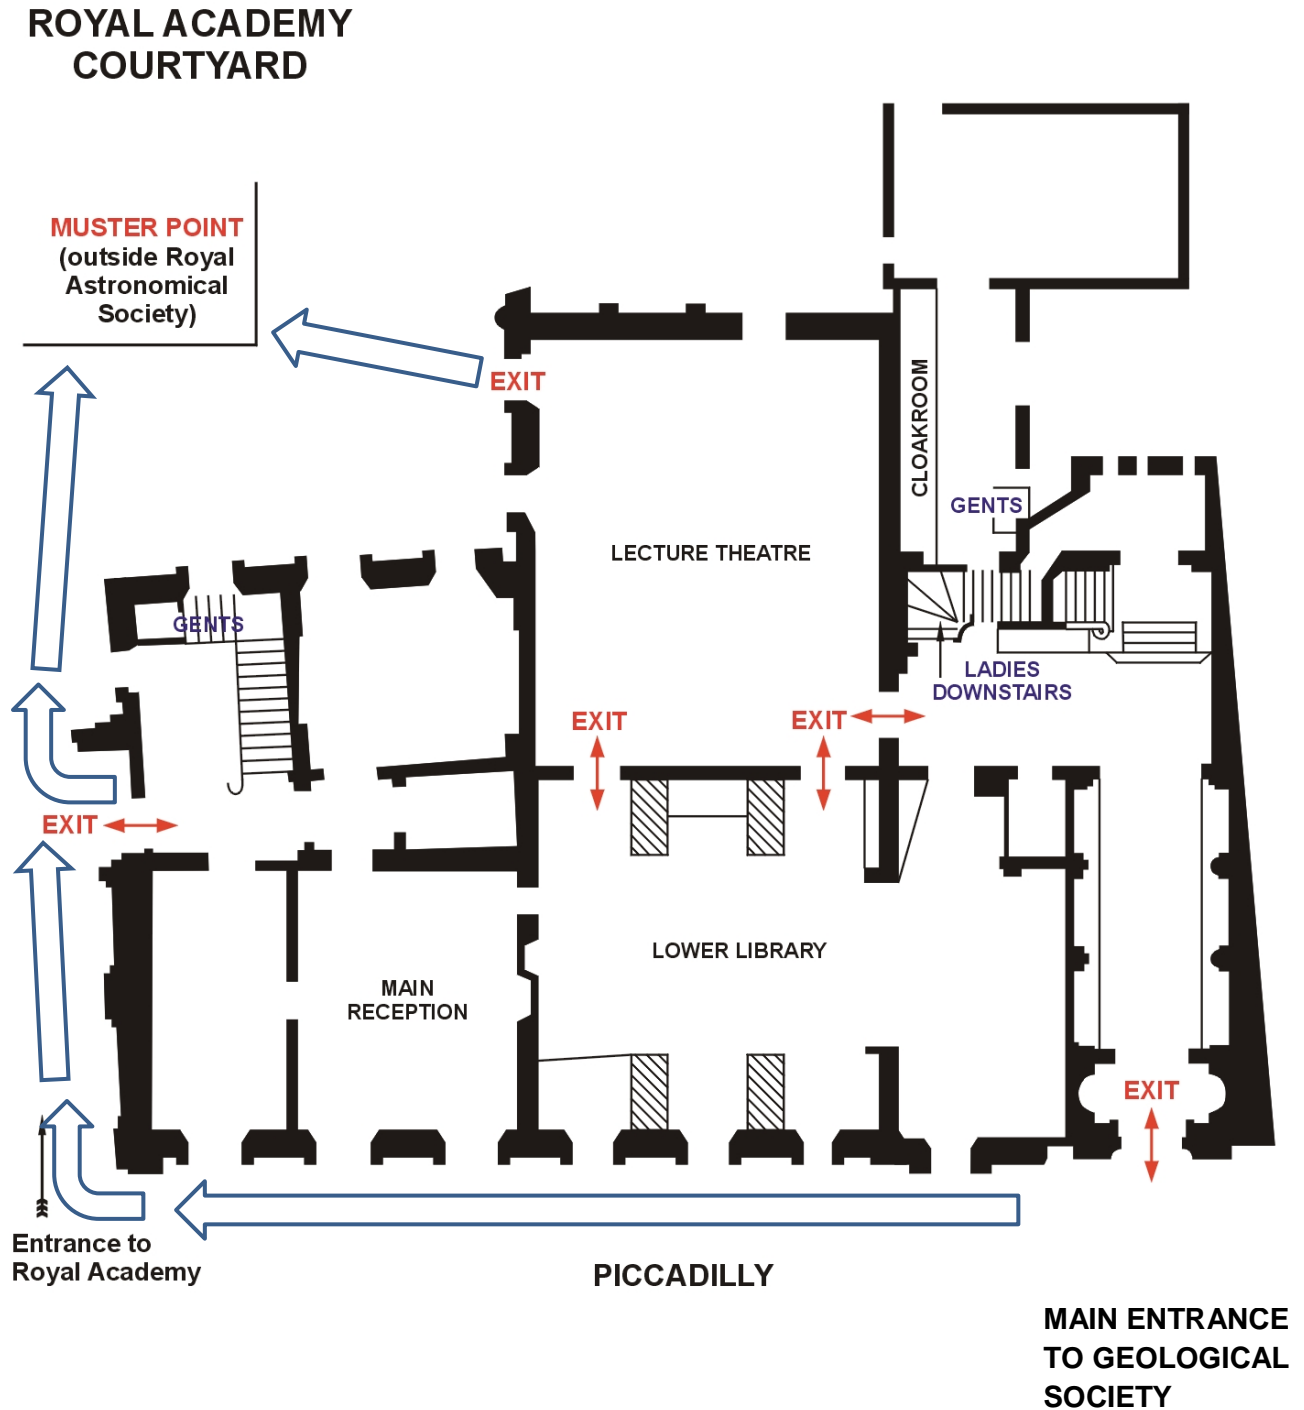 ROYAL ACADEMY
COURTYARD
MUSTER POINT
(outside Royal
Astronomical
Society)
EXIT
CLOAKROOM
GENTS
LECTURE THEATRE
GENTS
LADIES
DOWNSTAIRS
EXIT
EXIT
EXIT
LOWER LIBRARY
MAIN
RECEPTION
EXIT
Entrance to
Royal Academy
PICCADILLY
MAIN ENTRANCE
TO GEOLOGICAL
SOCIETY